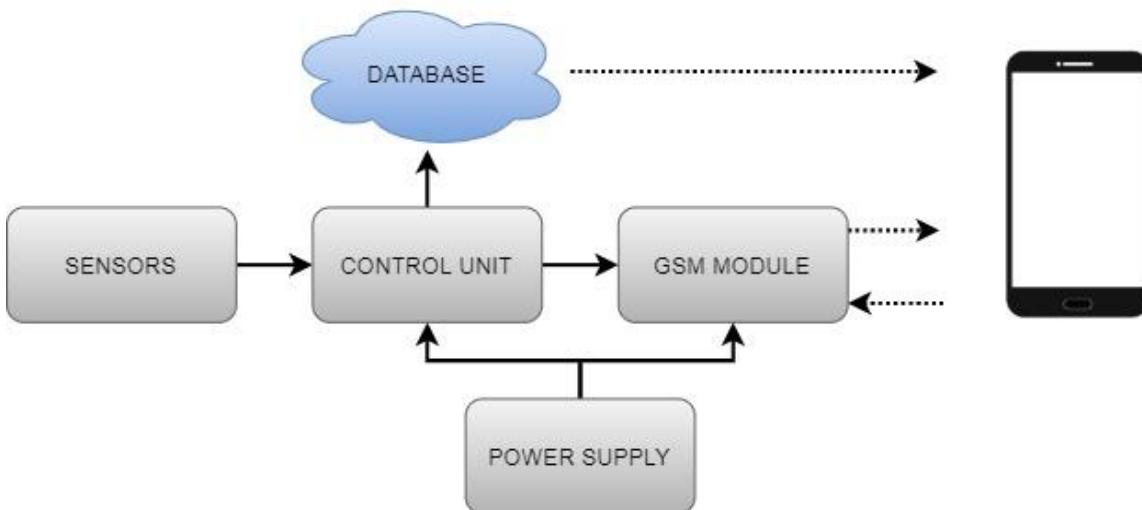 DATABASE
SENSORS
CONTROL UNIT
GSM MODULE
POWER SUPPLY